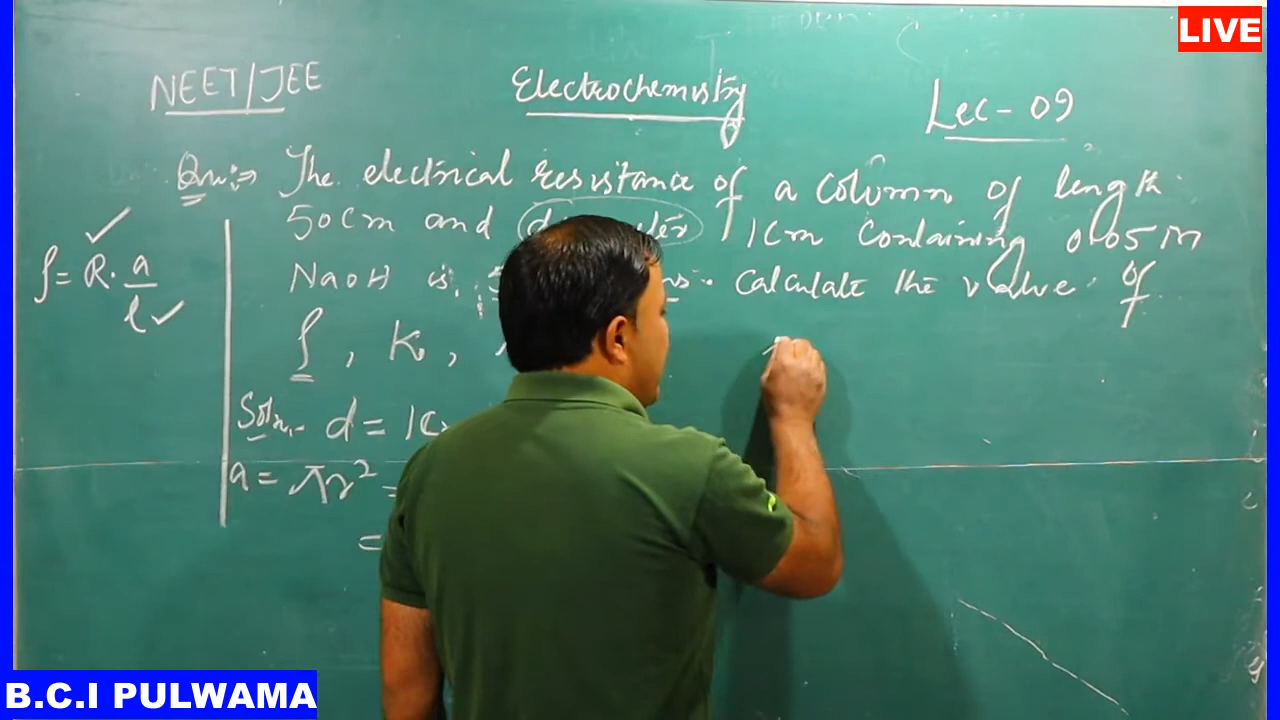 LIVE
NEET/JEE Electrochemistry Lec-09
Qn:⇒ The electrical resistance of a column of length
50cm and 1cm containing 0.05M
NaOH is Calculate the value of
ρ = R. a/l
ρ, K,
Soln.- d = 1c
a = πr² =
=
B.C.I PULWAMA